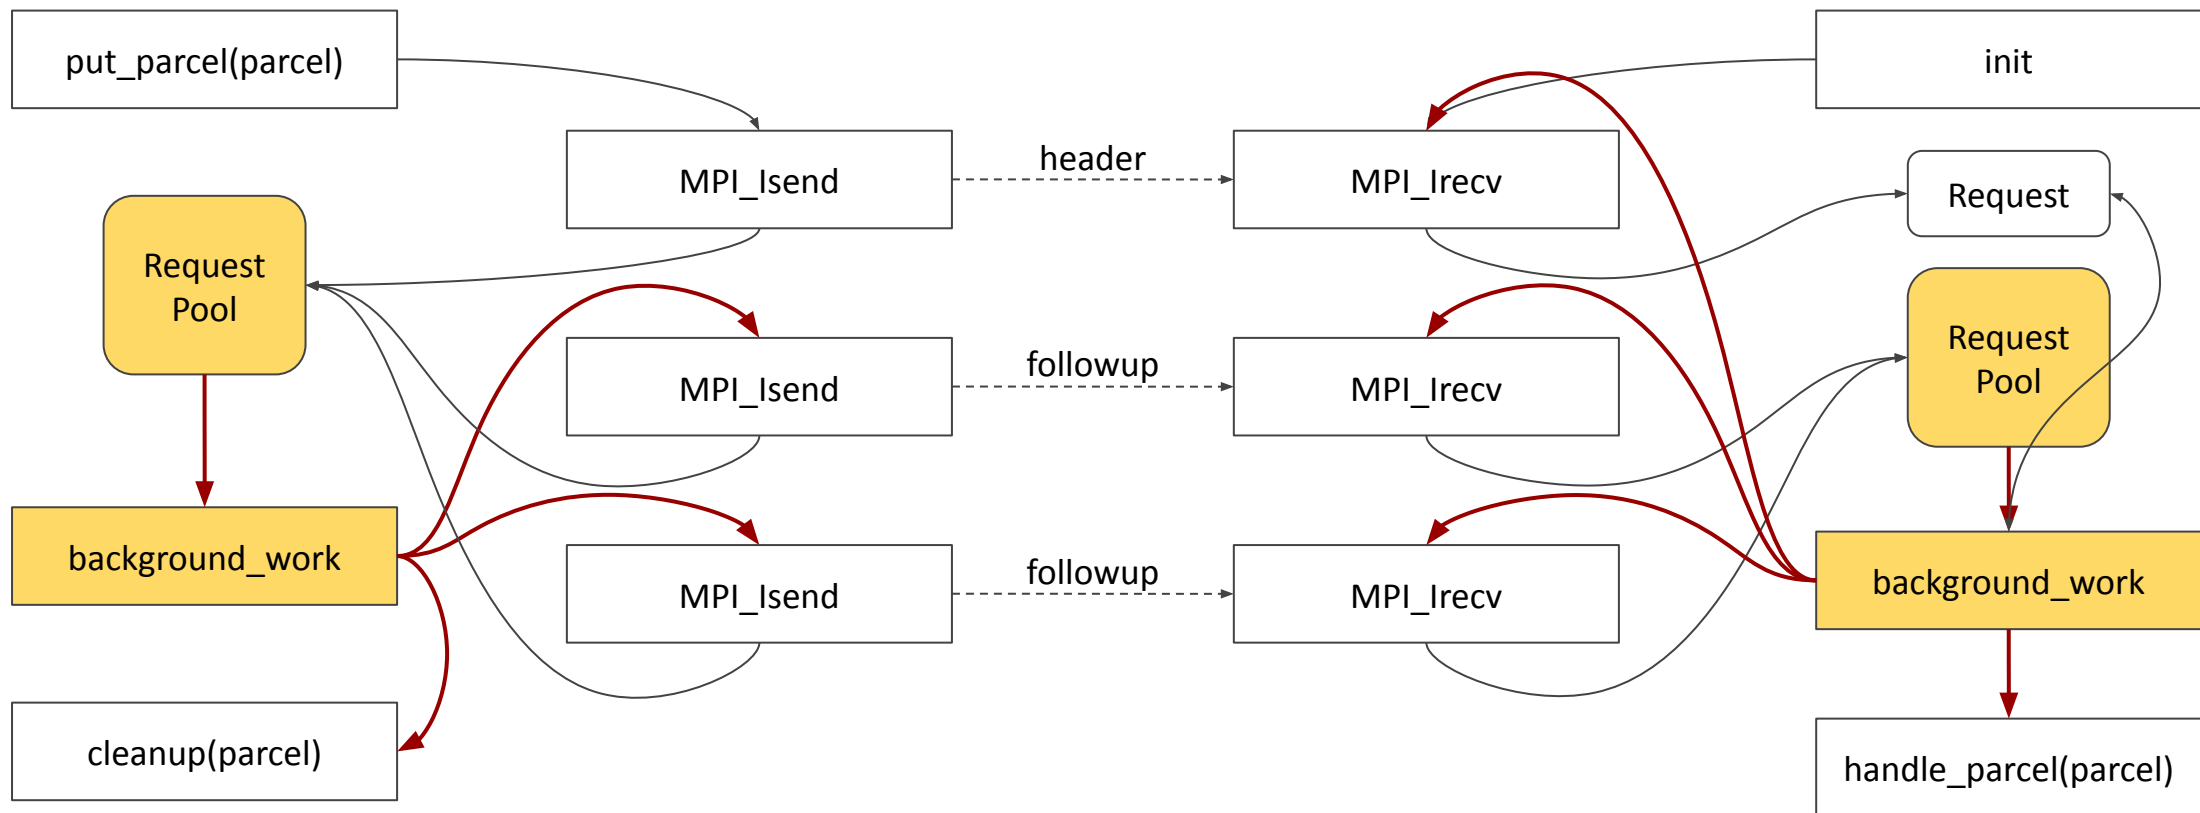 put_parcel(parcel)
init
header
MPI_Isend
MPI_Irecv
Request
Request
Pool
Request
Pool
followup
MPI_Isend
MPI_Irecv
background_work
followup
background_work
MPI_Isend
MPI_Irecv
cleanup(parcel)
handle_parcel(parcel)